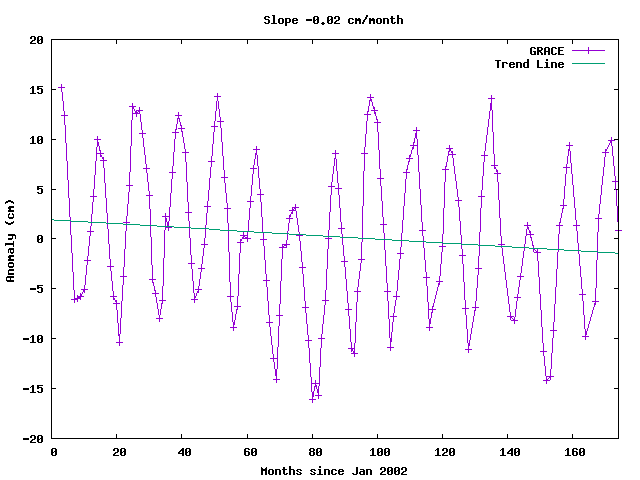 Slope -0.02 cm/month
GRACE
Trend Line
20
15
10
5
0
-5
-10
-15
-20
Anomaly (cm)
0 20 40 60 80 100 120 140 160
Months since Jan 2002